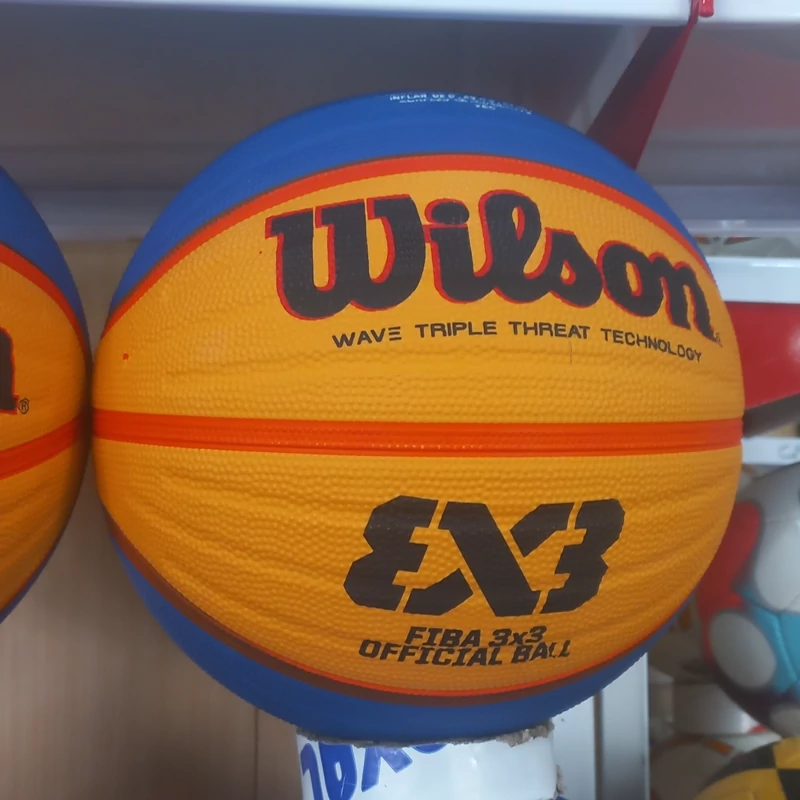 Wilson
WAVE TRIPLE THREAT TECHNOLOGY
3X3
FIBA 3x3
OFFICIAL BALL
n®